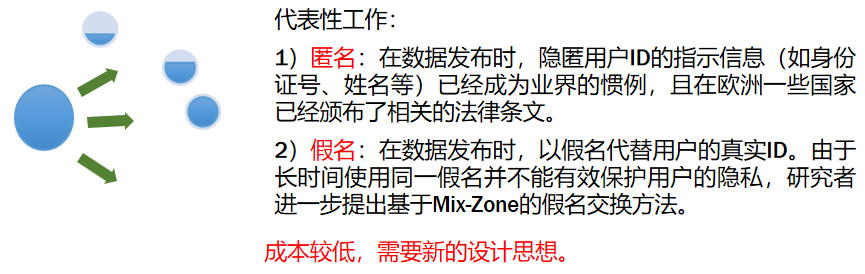 代表性工作：
1）匿名：在数据发布时，隐匿用户ID的指示信息（如身份
证号、姓名等）已经成为业界的惯例，且在欧洲一些国家
已经颁布了相关的法律条文。
2）假名：在数据发布时，以假名代替用户的真实ID。由于
长时间使用同一假名并不能有效保护用户的隐私，研究者
进一步提出基于Mix-Zone的假名交换方法。
成本较低，需要新的设计思想。